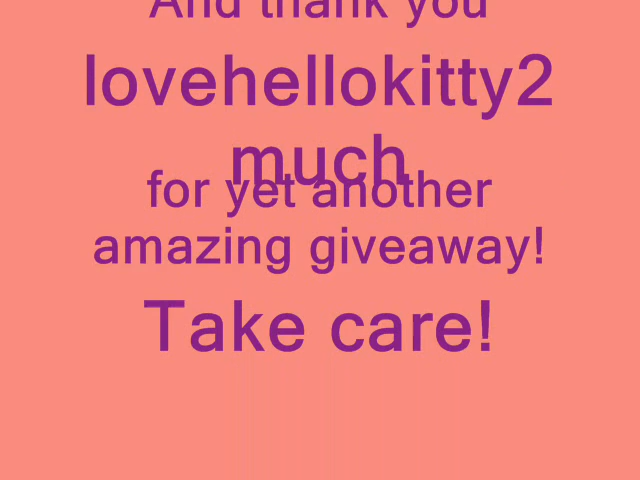 And thank you
lovehellokitty2
much
for yet another
amazing giveaway!
Take care!